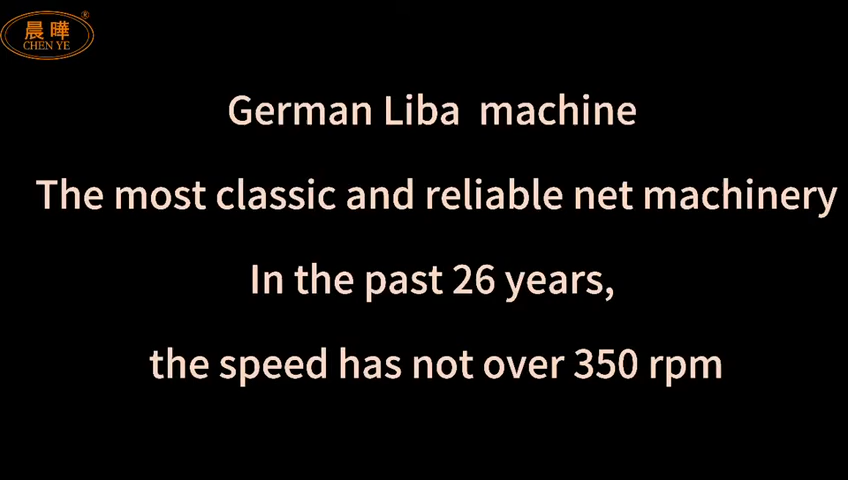 晨曄®
CHEN YE
German Liba machine
The most classic and reliable net machinery
In the past 26 years,
the speed has not over 350 rpm